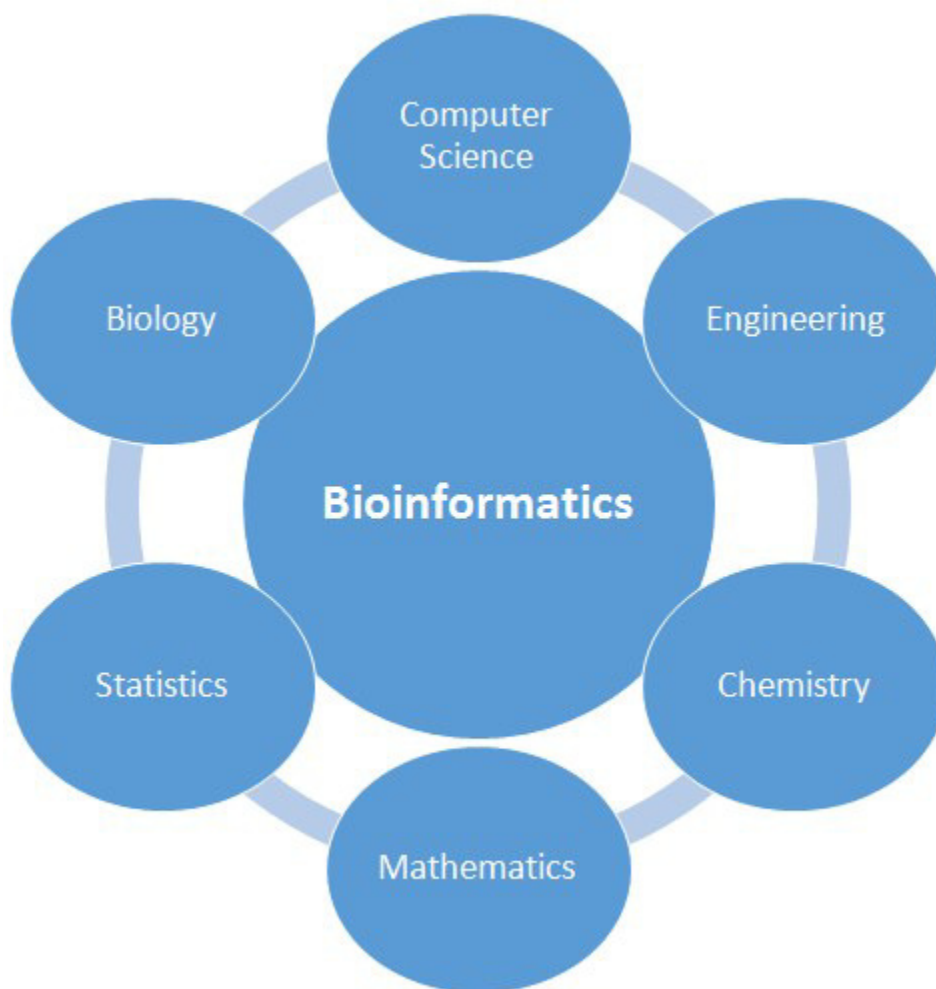 Computer
Science
Biology
Engineering
Bioinformatics
Statistics
Chemistry
Mathematics